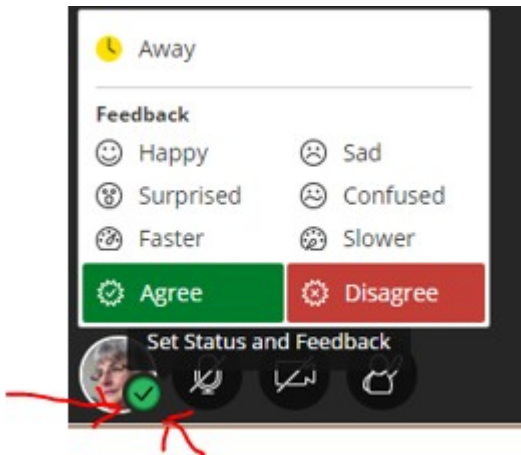 Away
Feedback
Happy Sad
Surprised Confused
Faster Slower
Agree Disagree
Set Status and Feedback